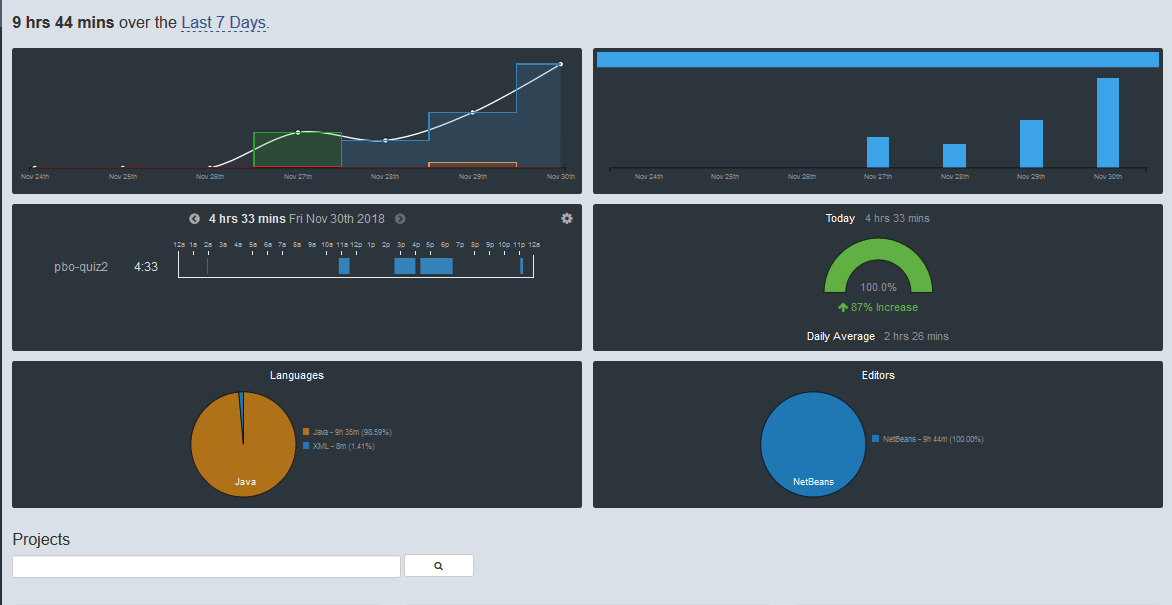 9 hrs 44 mins over the Last 7 Days.
Nov 24th Nov 25th Nov 26th Nov 27th Nov 28th Nov 29th Nov 30th
Nov 24th Nov 25th Nov 26th Nov 27th Nov 28th Nov 29th Nov 30th
4 hrs 33 mins Fri Nov 30th 2018
12a 1a 2a 3a 4a 5a 6a 7a 8a 9a 10a 11a 12p 1p 2p 3p 4p 5p 6p 7p 8p 9p 10p 11p 12a
pbo-quiz2 4:33
Today 4 hrs 33 mins
100.0%
87% Increase
Daily Average 2 hrs 26 mins
Languages
Java - 9h 35m (98.59%)
XML - 8m (1.41%)
Java
Editors
NetBeans - 9h 44m (100.00%)
NetBeans
Projects